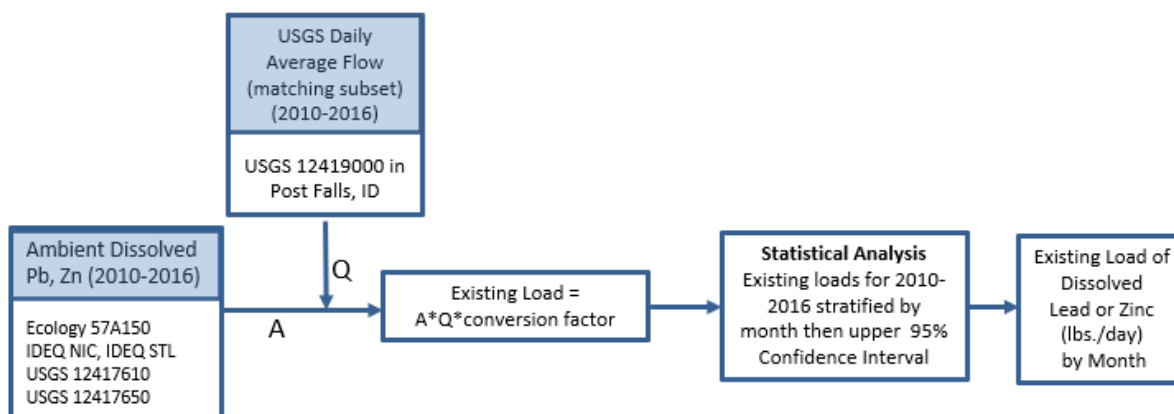 USGS Daily
Average Flow
(matching subset)
(2010-2016)
USGS 12419000 in
Post Falls, ID
Ambient Dissolved
Pb, Zn (2010-2016)
Ecology 57A150
IDEQ NIC, IDEQ STL
USGS 12417610
USGS 12417650
Q
A
Existing Load =
A*Q*conversion factor
Statistical Analysis
Existing loads for 2010-
2016 stratified by
month then upper 95%
Confidence Interval
Existing Load of
Dissolved
Lead or Zinc
(lbs./day)
by Month